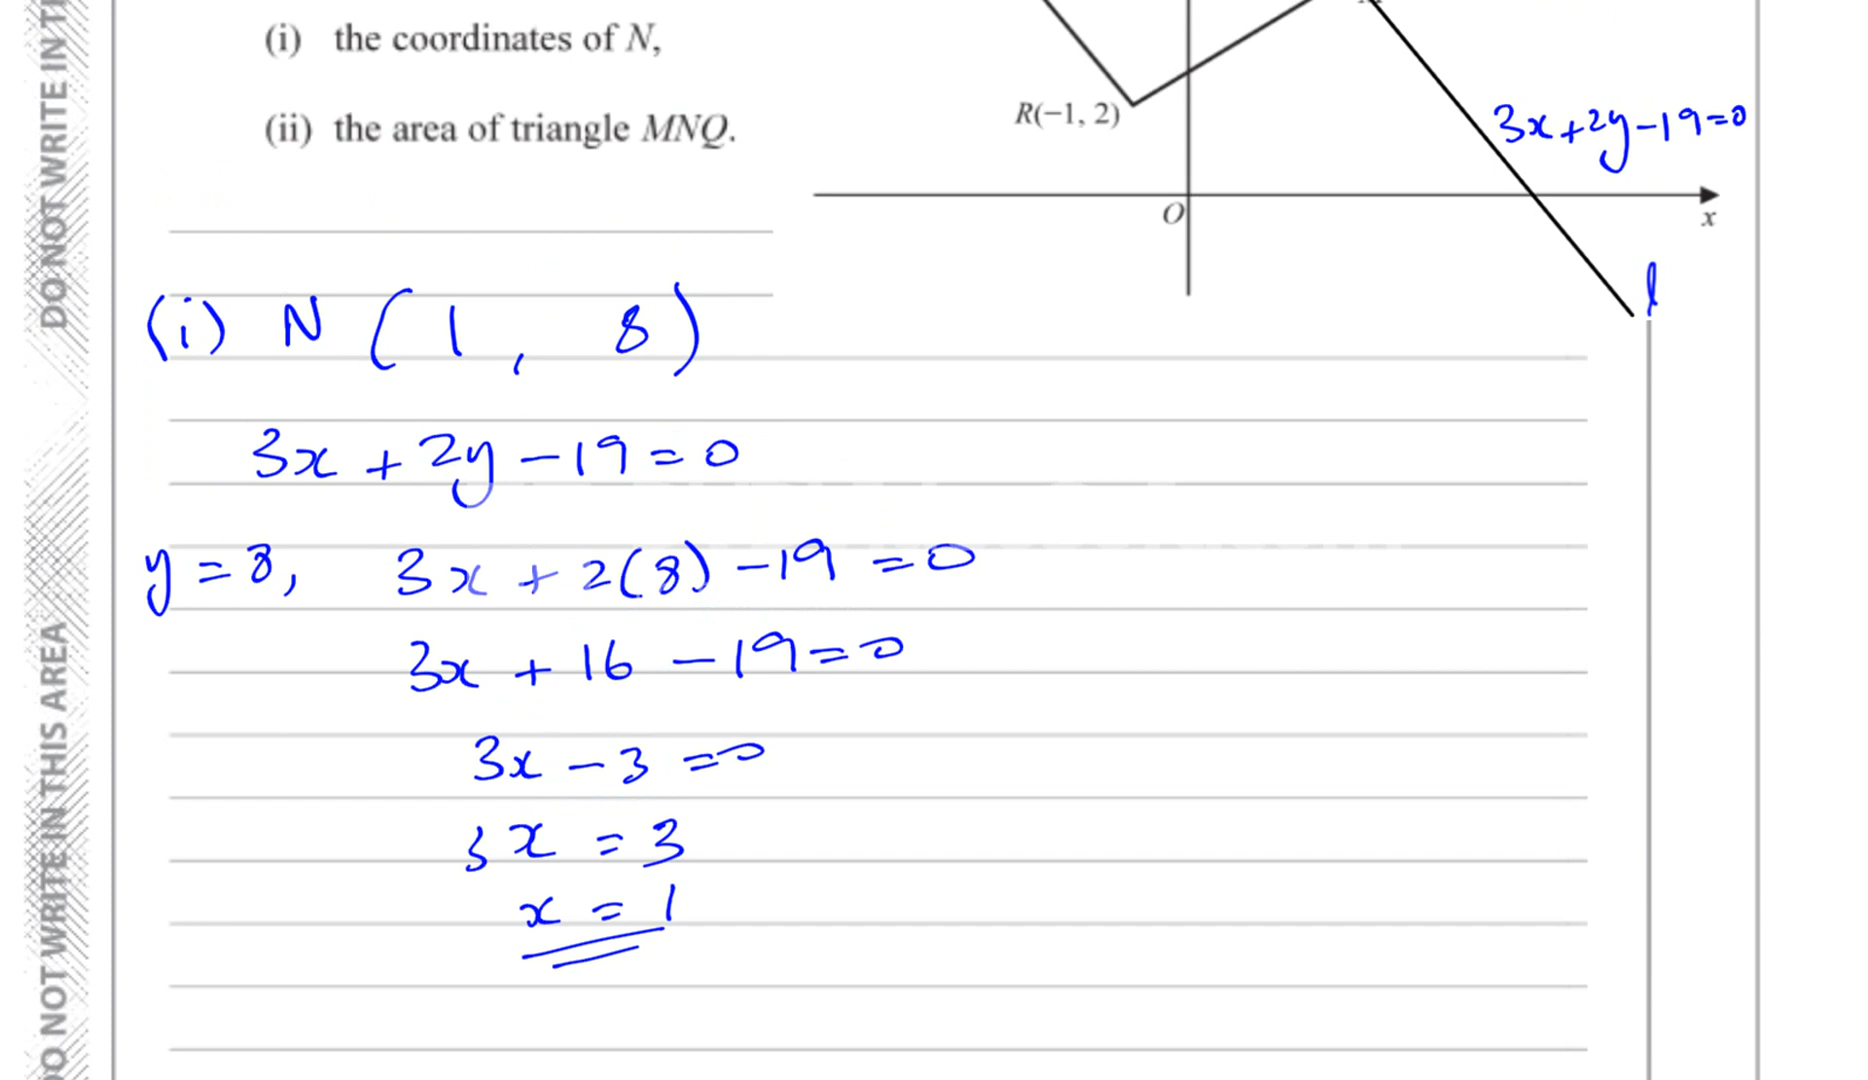 (i) the coordinates of N,
(ii) the area of triangle MNQ.
R(−1, 2)
3x+2y−19=0
O
x
l
(i) N ( 1 , 8 )
3x + 2y − 19 = 0
y = 8, 3x + 2(8) − 19 = 0
3x + 16 − 19 = 0
3x − 3 = 0
3x = 3
x = 1
DO NOT WRITE IN
DO NOT WRITE IN THIS AREA